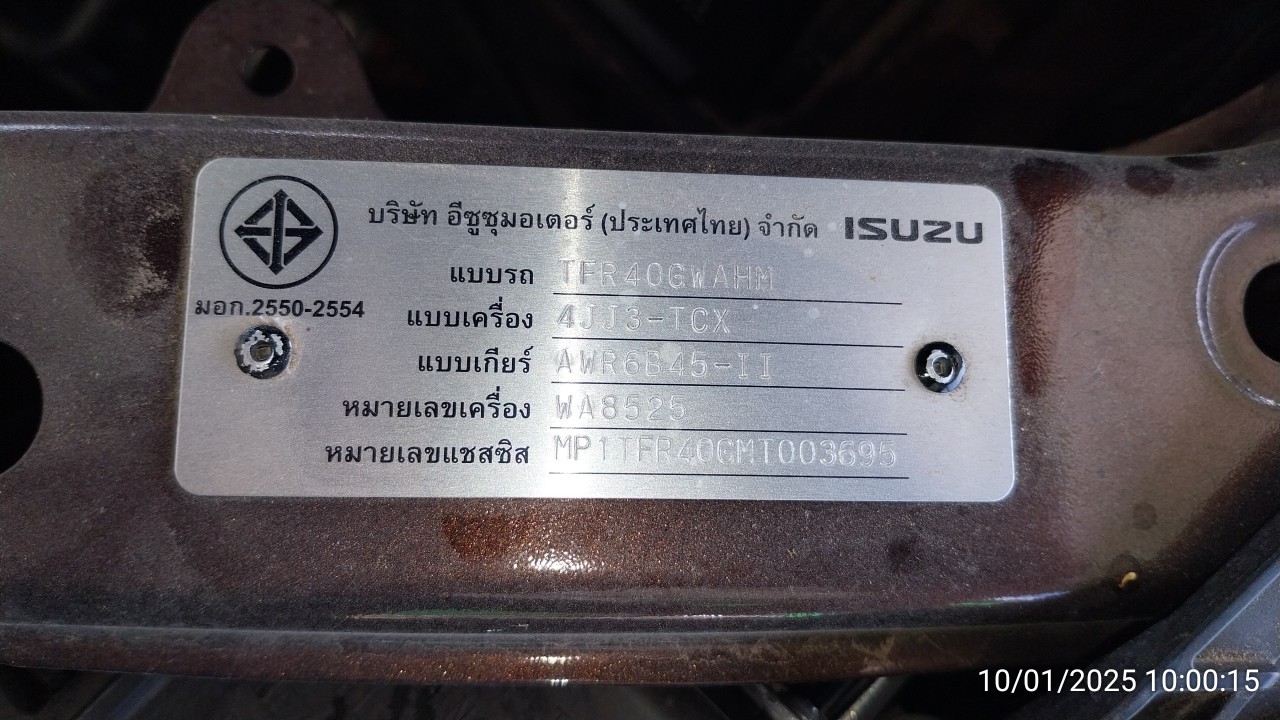 บริษัท อีซูซุมอเตอร์ (ประเทศไทย) จำกัด ISUZU
แบบรถ TFR40GWAHM
มอก.2550-2554
แบบเครื่อง 4JJ3-TCX
แบบเกียร์ AWR6B45-II
หมายเลขเครื่อง WA8525
หมายเลขแชสซิส MP1TFR40GMT003695
10/01/2025 10:00:15